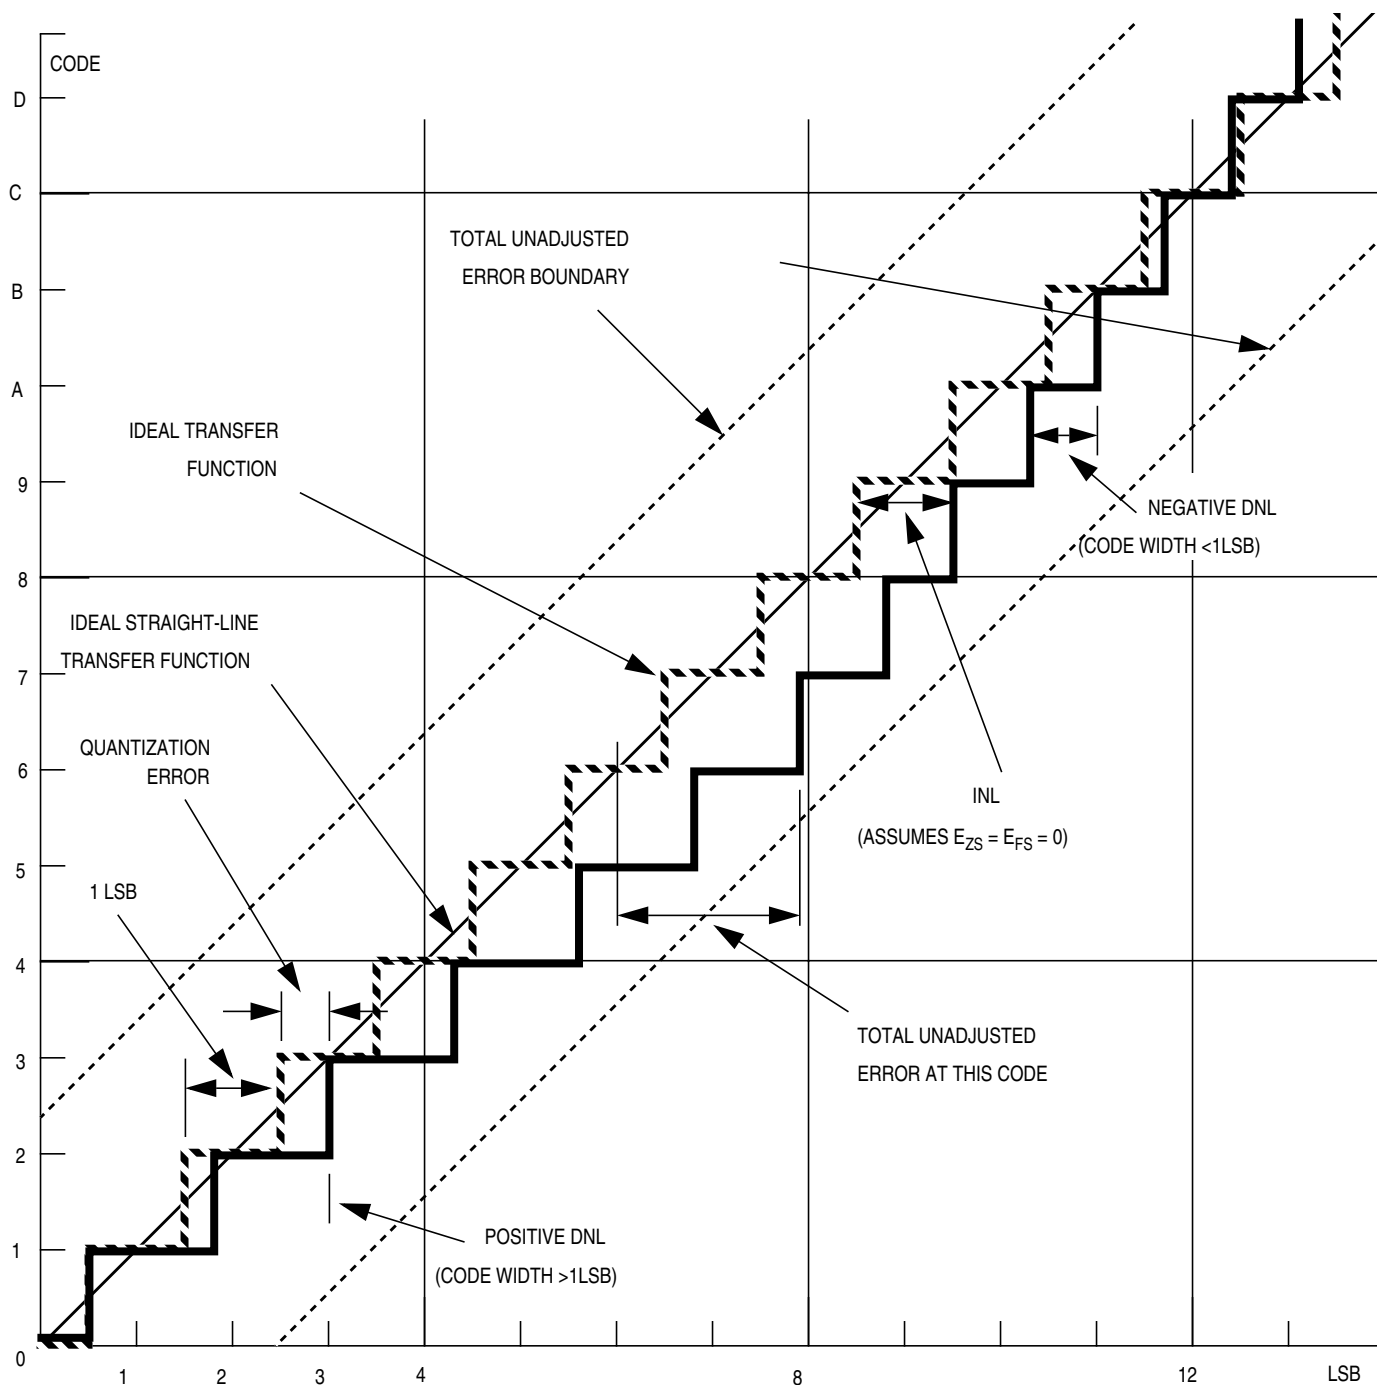 CODE
D
C
TOTAL UNADJUSTED
ERROR BOUNDARY
B
A
IDEAL TRANSFER
FUNCTION
9
NEGATIVE DNL
(CODE WIDTH <1LSB)
8
IDEAL STRAIGHT-LINE
TRANSFER FUNCTION
7
QUANTIZATION
ERROR
6
INL
(ASSUMES E_ZS = E_FS = 0)
5
1 LSB
4
TOTAL UNADJUSTED
ERROR AT THIS CODE
3
2
POSITIVE DNL
(CODE WIDTH >1LSB)
1
0
1 2 3 4 8 12 LSB